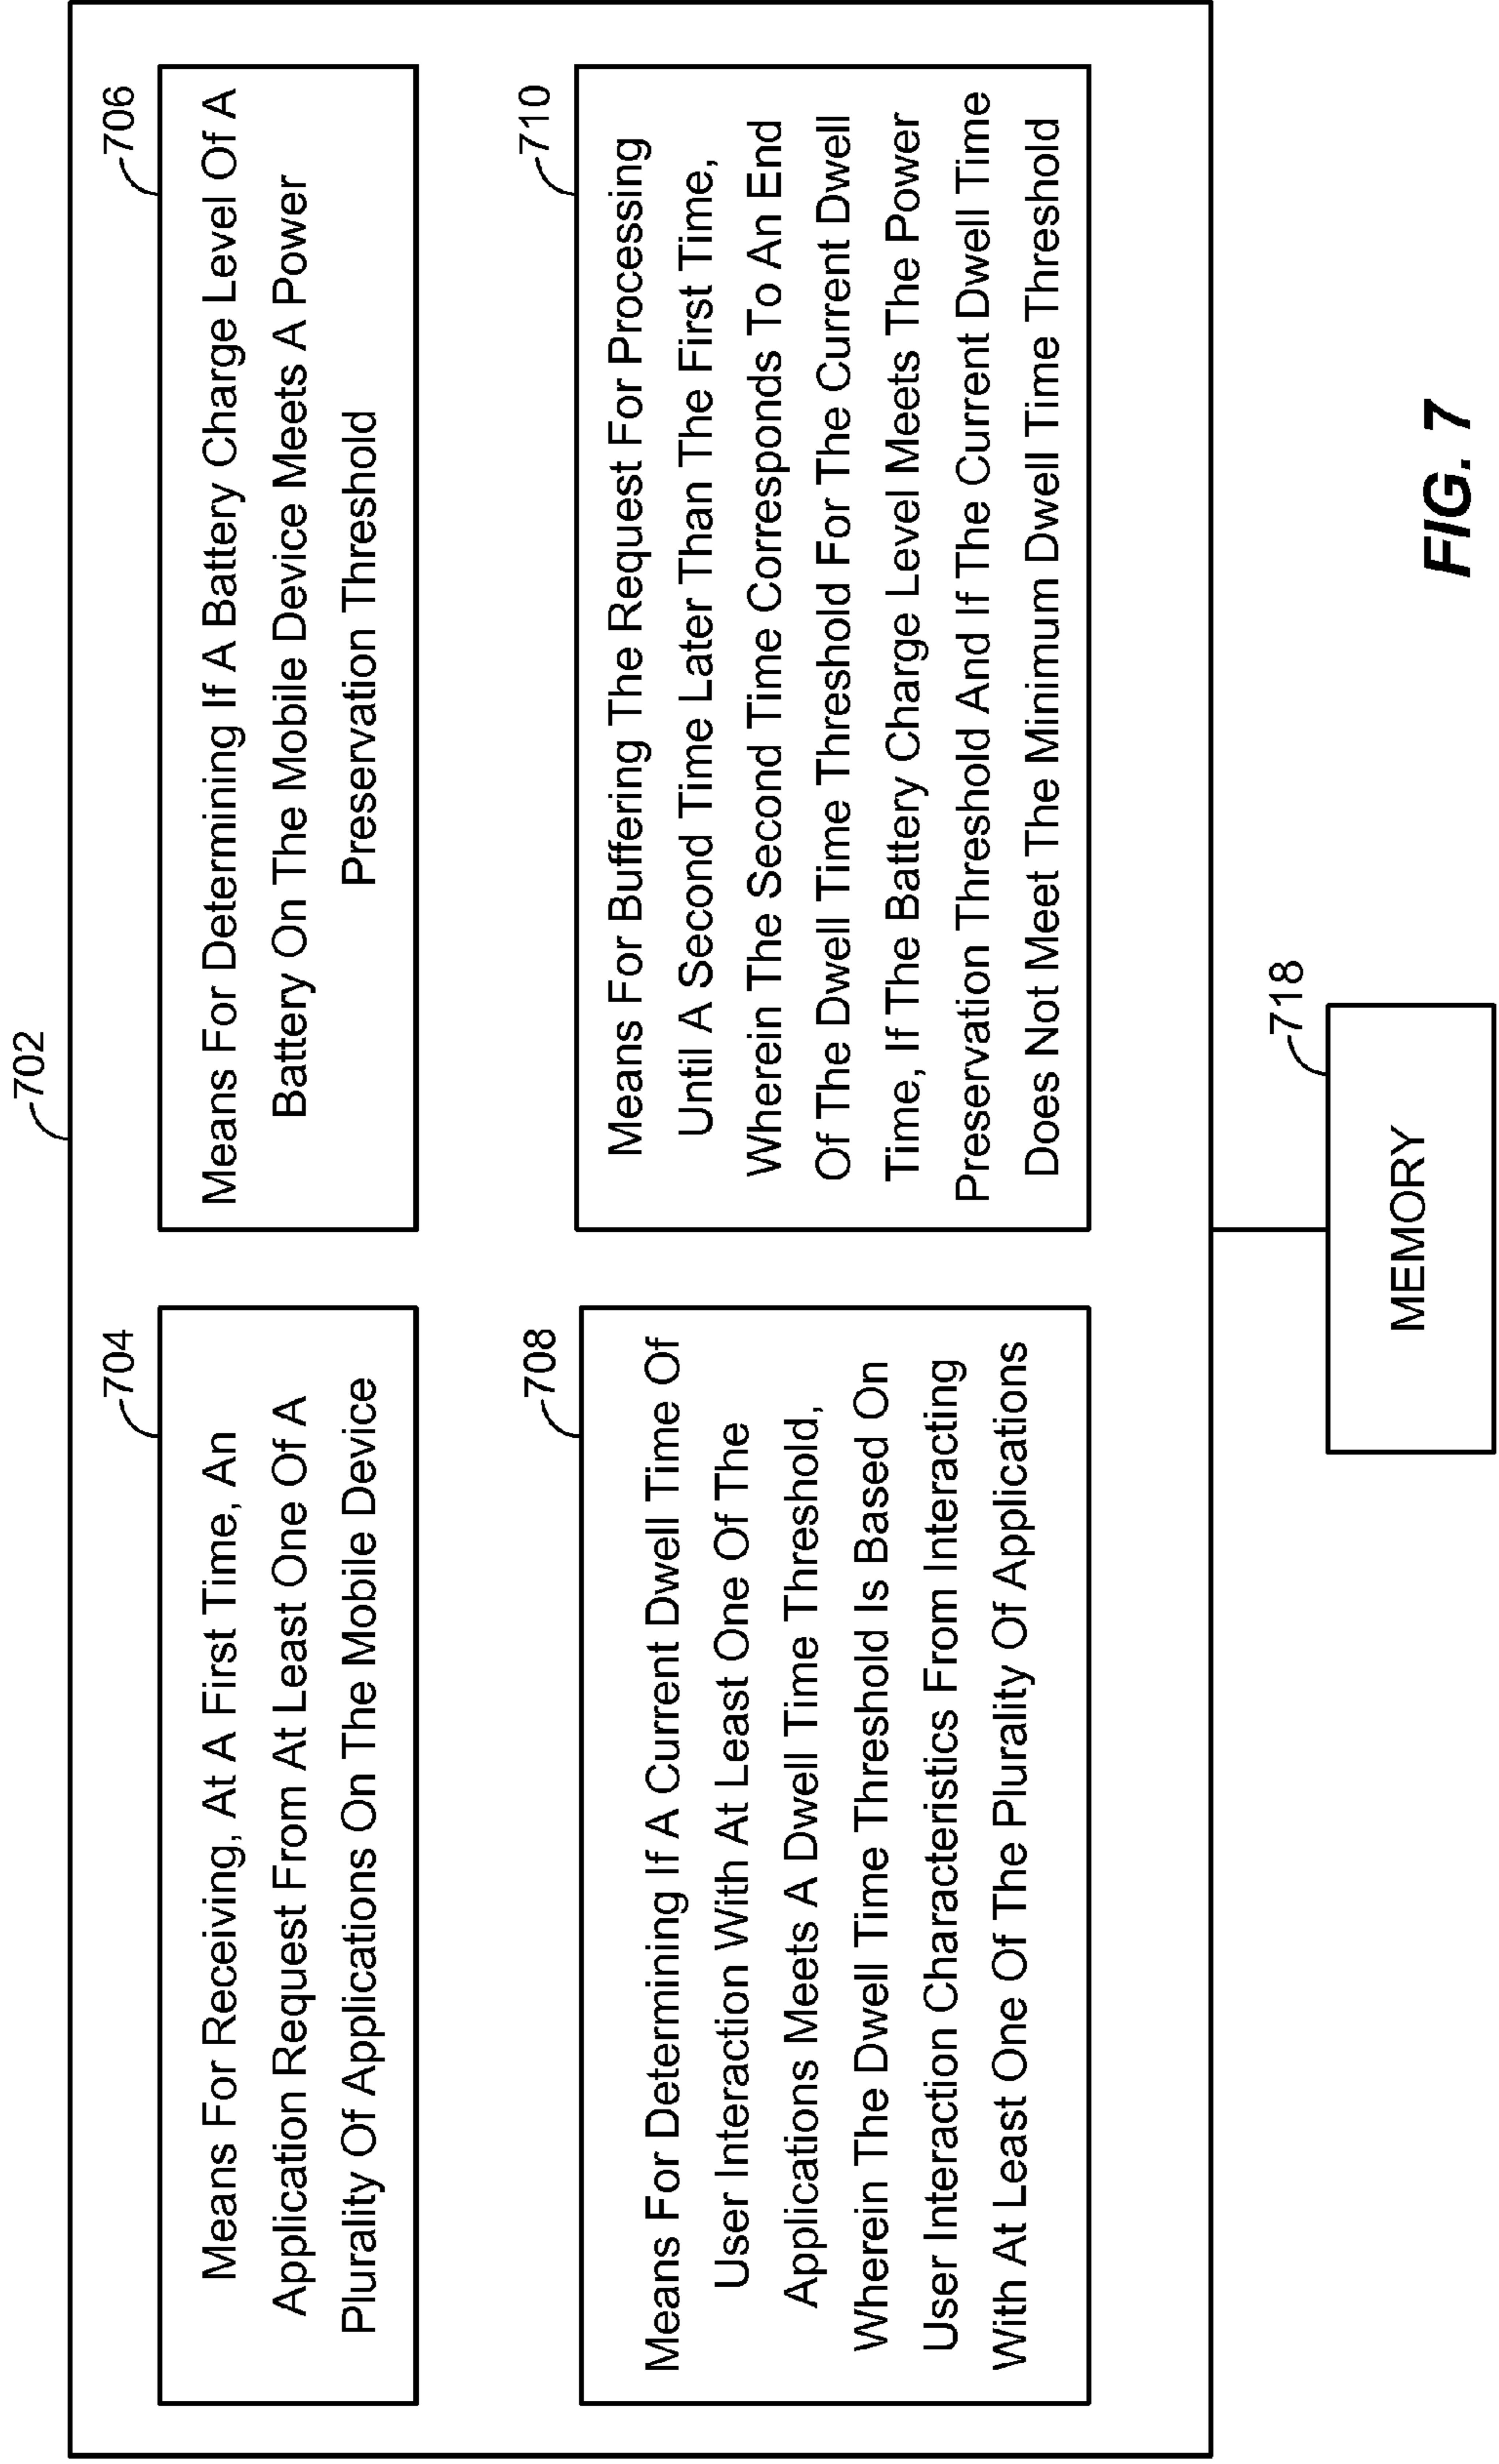 702
704
Means For Receiving, At A First Time, An
Application Request From At Least One Of A
Plurality Of Applications On The Mobile Device
706
Means For Determining If A Battery Charge Level Of A
Battery On The Mobile Device Meets A Power
Preservation Threshold
708
Means For Determining If A Current Dwell Time Of
User Interaction With At Least One Of The
Applications Meets A Dwell Time Threshold,
Wherein The Dwell Time Threshold Is Based On
User Interaction Characteristics From Interacting
With At Least One Of The Plurality Of Applications
710
Means For Buffering The Request For Processing
Until A Second Time Later Than The First Time,
Wherein The Second Time Corresponds To An End
Of The Dwell Time Threshold For The Current Dwell
Time, If The Battery Charge Level Meets The Power
Preservation Threshold And If The Current Dwell Time
Does Not Meet The Minimum Dwell Time Threshold
718
MEMORY
FIG. 7